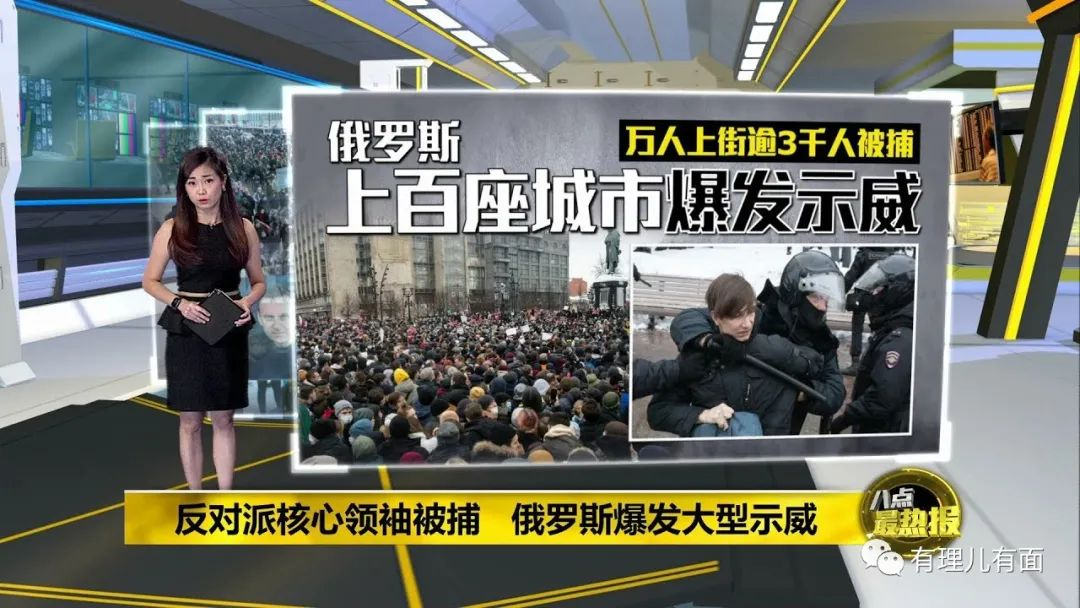 俄罗斯
万人上街逾3千人被捕
上百座城市爆发示威
反对派核心领袖被捕 俄罗斯爆发大型示威
八点
最热报
有理儿有面